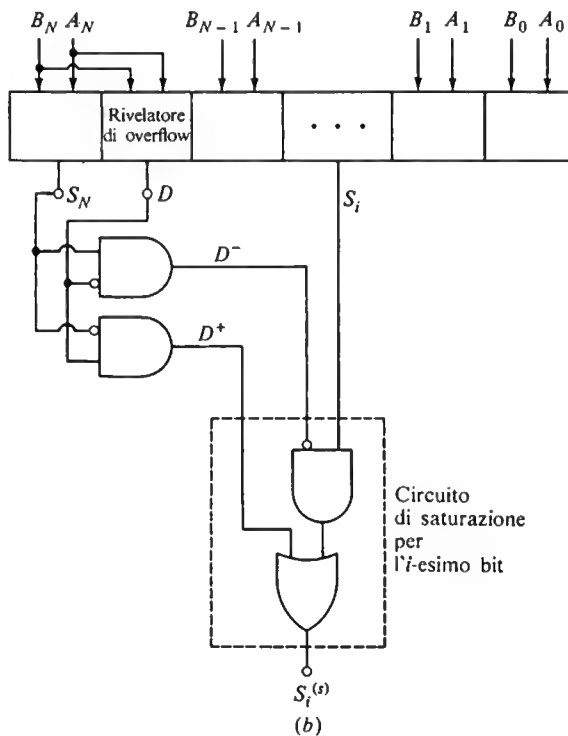 B_N A_N B_{N-1} A_{N-1} B_1 A_1 B_0 A_0
Rivelatore
di overflow
. . .
S_N D S_i
D^-
D^+
Circuito
di saturazione
per
l'i-esimo bit
S_i^{(s)}
(b)